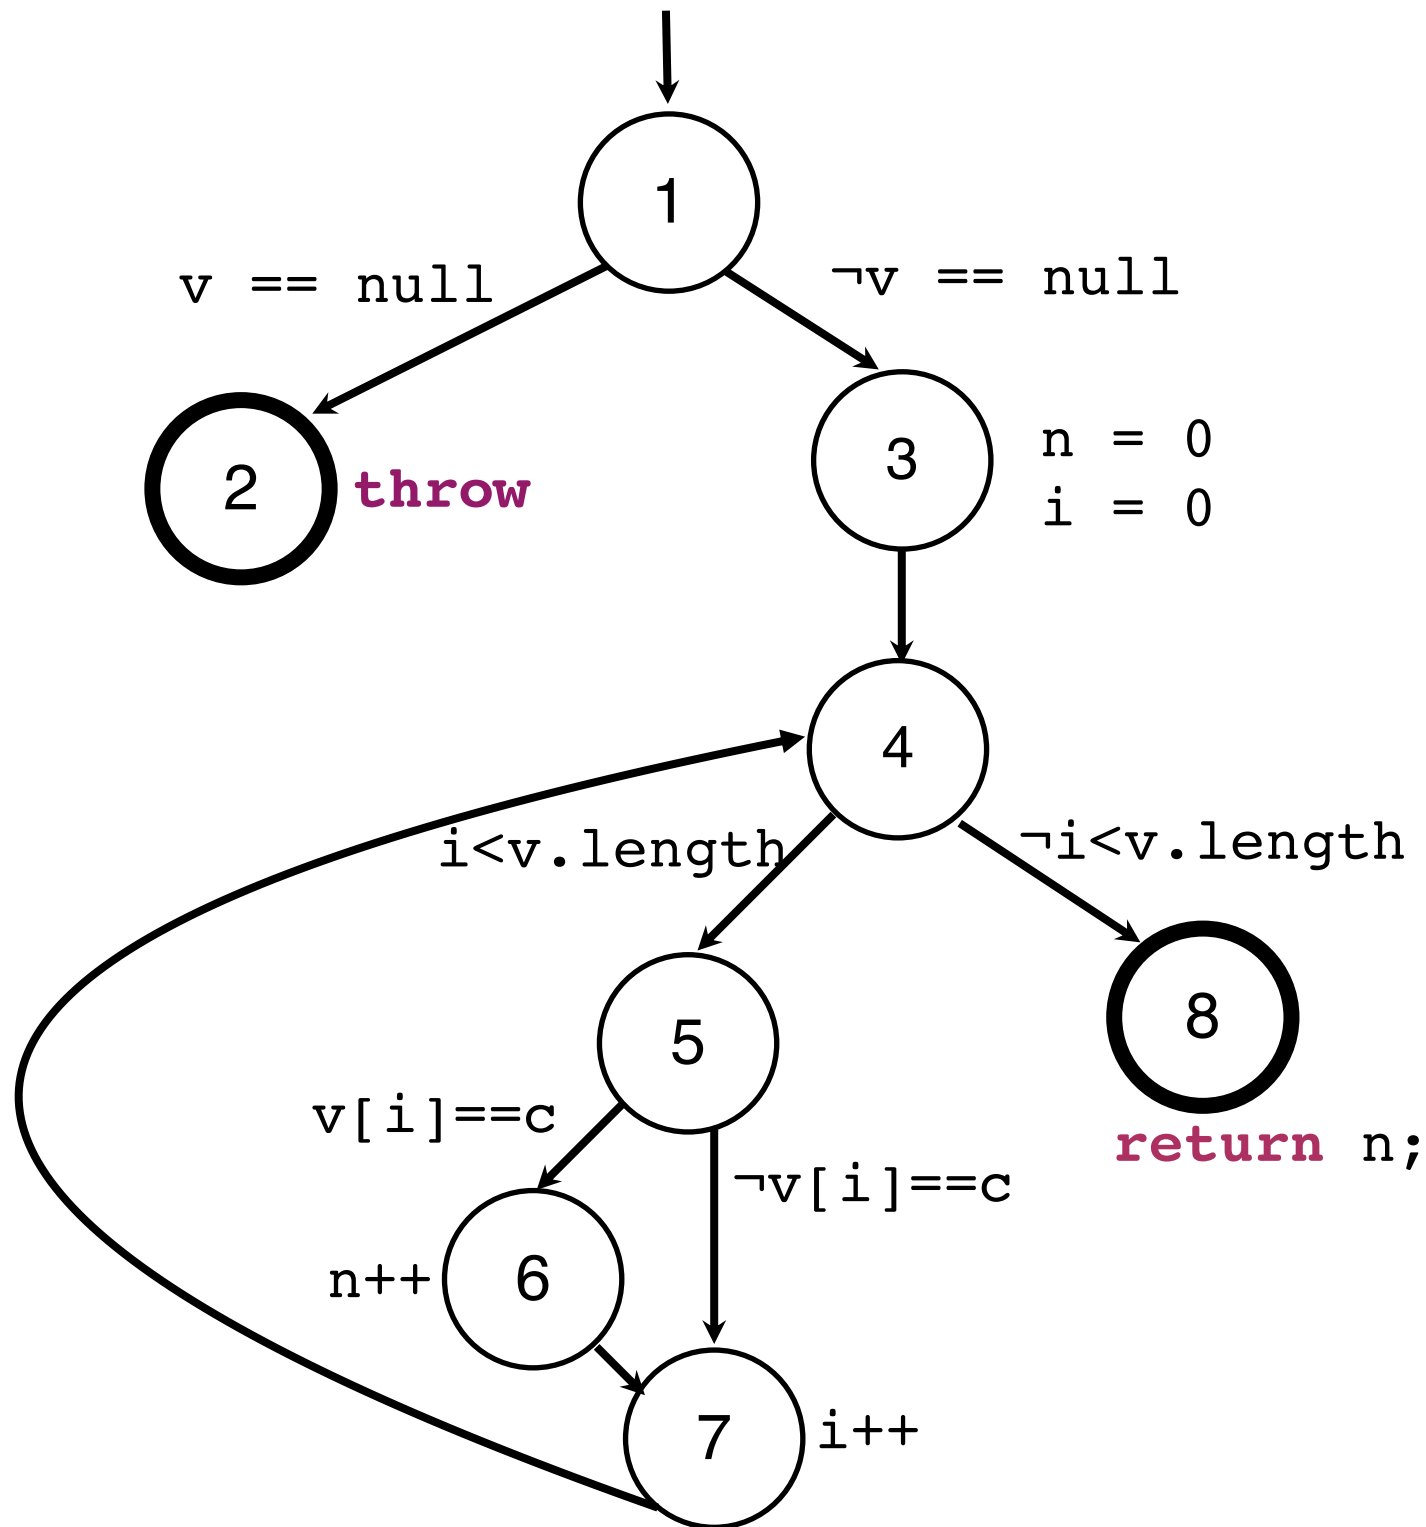 1
v == null
¬v == null
2
throw
3
n = 0
i = 0
4
i<v.length
¬i<v.length
5
8
return n;
v[i]==c
¬v[i]==c
n++
6
7
i++